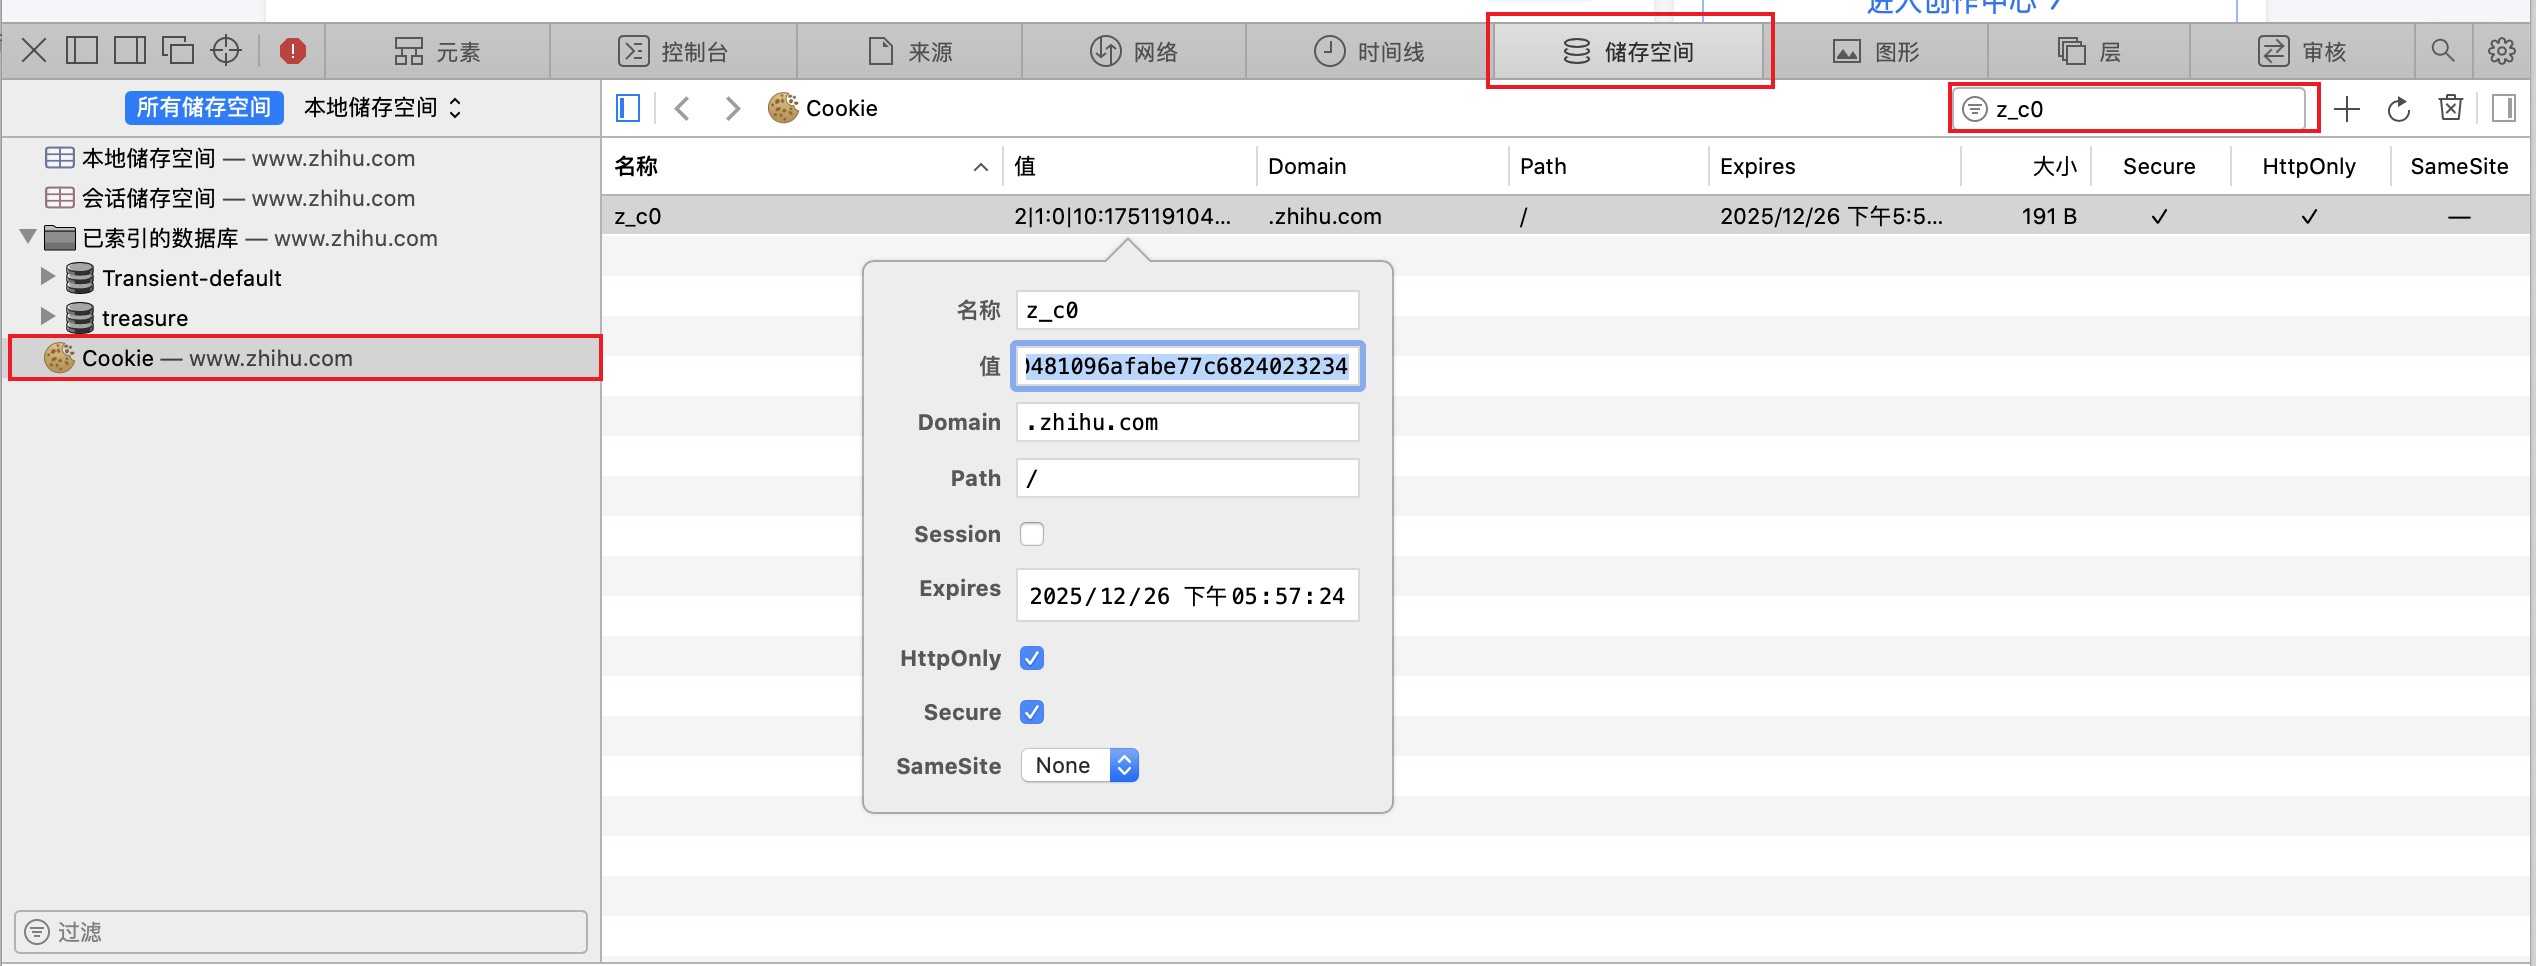 进入创作中心
元素 控制台 来源 网络 时间线 储存空间 图形 层 审核
所有储存空间 本地储存空间
Cookie
z_c0
本地储存空间 — www.zhihu.com
会话储存空间 — www.zhihu.com
已索引的数据库 — www.zhihu.com
Transient-default
treasure
Cookie — www.zhihu.com
过滤
名称 值 Domain Path Expires 大小 Secure HttpOnly SameSite
z_c0 2|1:0|10:175119104... .zhihu.com / 2025/12/26 下午5:5... 191 B ✓ ✓ —
名称 z_c0
值 481096afabe77c6824023234
Domain .zhihu.com
Path /
Session
Expires 2025/12/26 下午05:57:24
HttpOnly
Secure
SameSite None